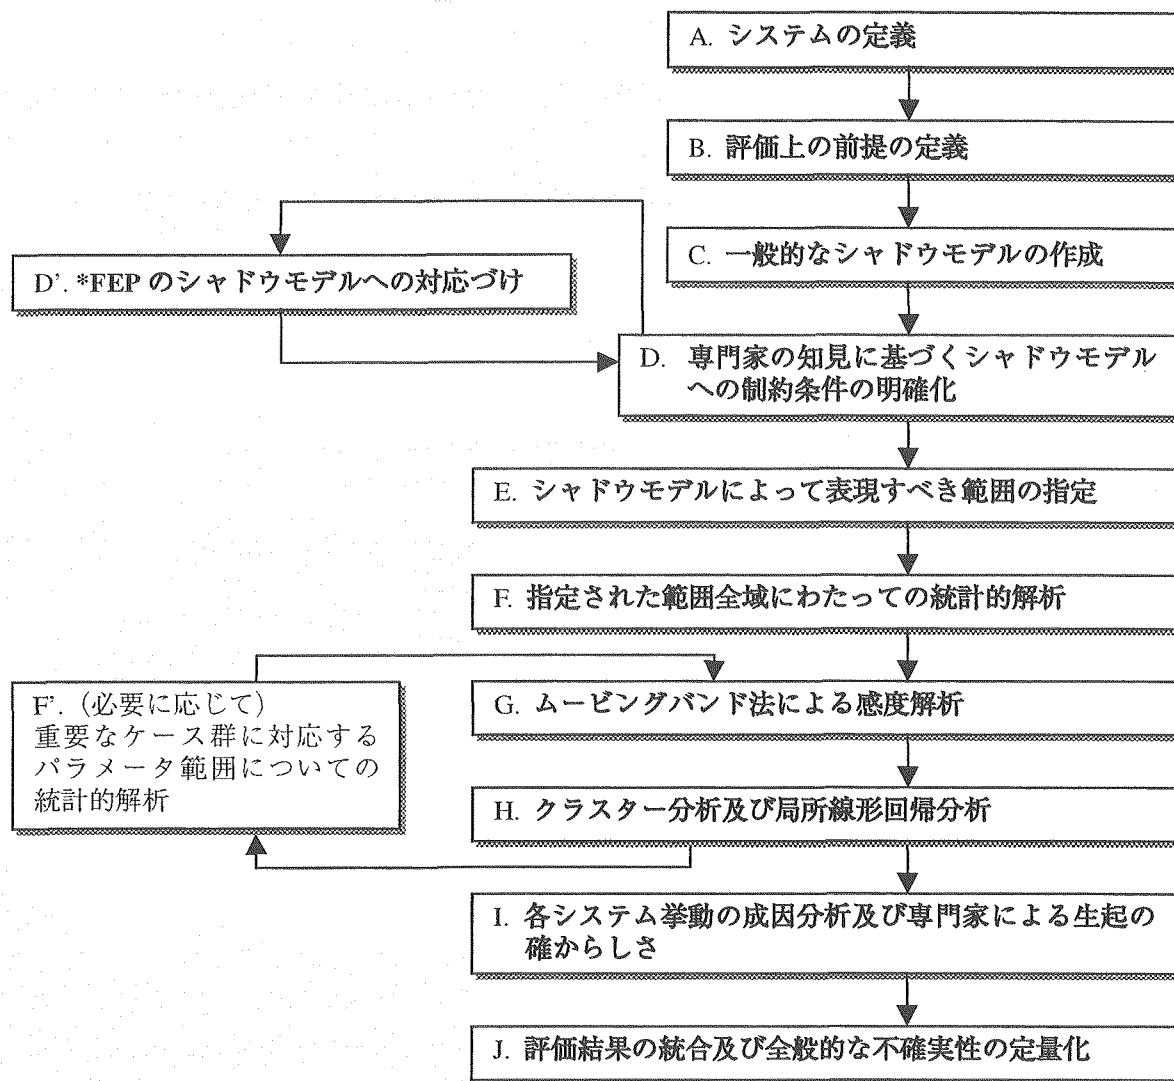 A. システムの定義
B. 評価上の前提の定義
C. 一般的なシャドウモデルの作成
D'. *FEP のシャドウモデルへの対応づけ
D. 専門家の知見に基づくシャドウモデル
への制約条件の明確化
E. シャドウモデルによって表現すべき範囲の指定
F. 指定された範囲全域にわたっての統計的解析
F'. (必要に応じて)
重要なケース群に対応する
パラメータ範囲についての
統計的解析
G. ムービングバンド法による感度解析
H. クラスター分析及び局所線形回帰分析
I. 各システム挙動の成因分析及び専門家による生起の
確からしさ
J. 評価結果の統合及び全般的な不確実性の定量化